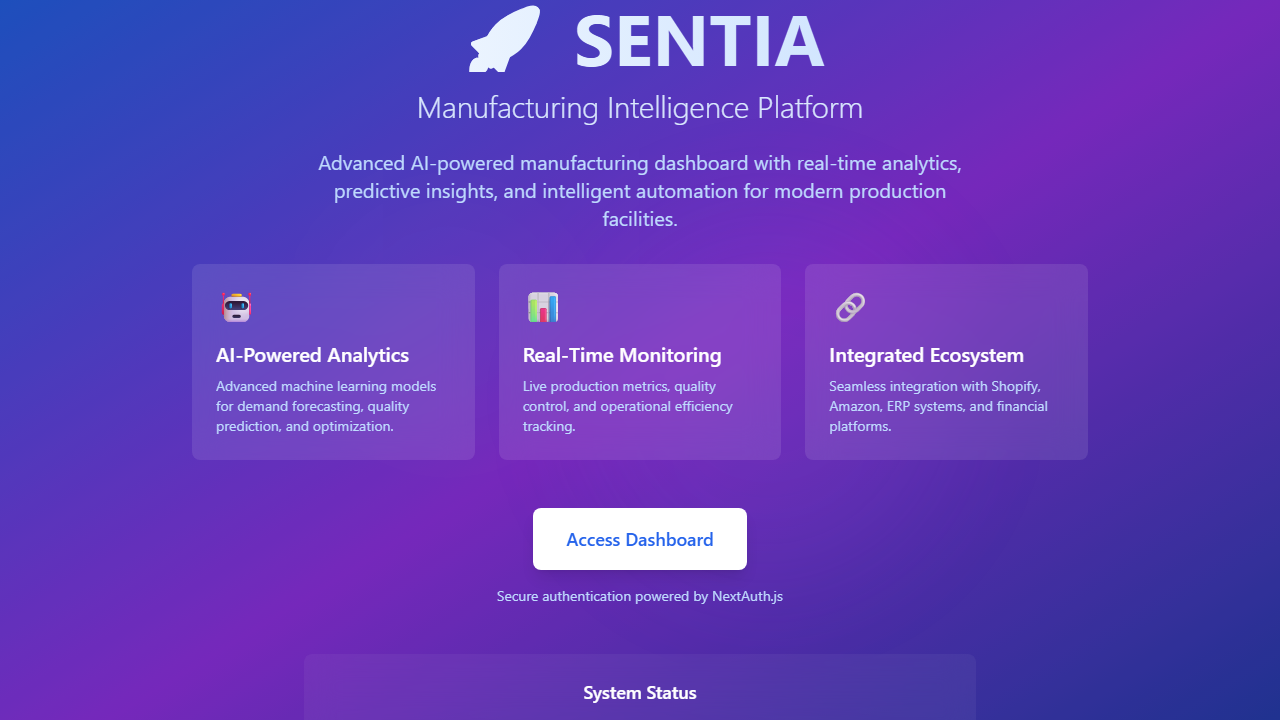 SENTIA
Manufacturing Intelligence Platform
Advanced AI-powered manufacturing dashboard with real-time analytics,
predictive insights, and intelligent automation for modern production
facilities.
AI-Powered Analytics
Advanced machine learning models
for demand forecasting, quality
prediction, and optimization.
Real-Time Monitoring
Live production metrics, quality
control, and operational efficiency
tracking.
Integrated Ecosystem
Seamless integration with Shopify,
Amazon, ERP systems, and financial
platforms.
Access Dashboard
Secure authentication powered by NextAuth.js
System Status